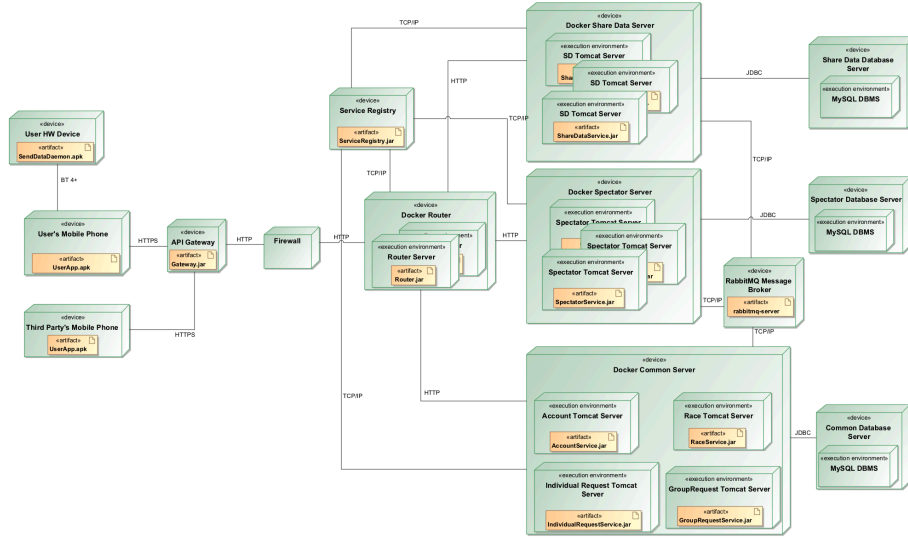 «device»
User HW Device
«artifact»
SendDataDaemon.apk
BT 4+
«device»
User's Mobile Phone
«artifact»
UserApp.apk
HTTPS
«device»
Third Party's Mobile Phone
«artifact»
UserApp.apk
HTTPS
«device»
API Gateway
«artifact»
Gateway.jar
HTTP
Firewall
HTTP
«device»
Service Registry
«artifact»
ServiceRegistry.jar
TCP/IP
TCP/IP
TCP/IP
TCP/IP
«device»
Docker Router
«execution environment»
Router Server
«artifact»
Router.jar
HTTP
HTTP
HTTP
«device»
Docker Share Data Server
«execution environment»
SD Tomcat Server
«execution environment»
SD Tomcat Server
«execution environment»
SD Tomcat Server
«artifact»
ShareDataService.jar
JDBC
«device»
Share Data Database
Server
MySQL DBMS
TCP/IP
«device»
Docker Spectator Server
«execution environment»
Spectator Tomcat Server
«execution environment»
Spectator Tomcat Server
«execution environment»
Spectator Tomcat Server
«artifact»
SpectatorService.jar
JDBC
«device»
Spectator Database Server
«execution environment»
MySQL DBMS
TCP/IP
«device»
RabbitMQ Message
Broker
«artifact»
rabbitmq-server
TCP/IP
«device»
Docker Common Server
«execution environment»
Account Tomcat Server
«artifact»
AccountService.jar
«execution environment»
Race Tomcat Server
«artifact»
RaceService.jar
«execution environment»
Individual Request Tomcat
Server
«artifact»
IndividualRequestService.jar
«execution environment»
GroupRequest Tomcat Server
«artifact»
GroupRequestService.jar
JDBC
«device»
Common Database
Server
«execution environment»
MySQL DBMS